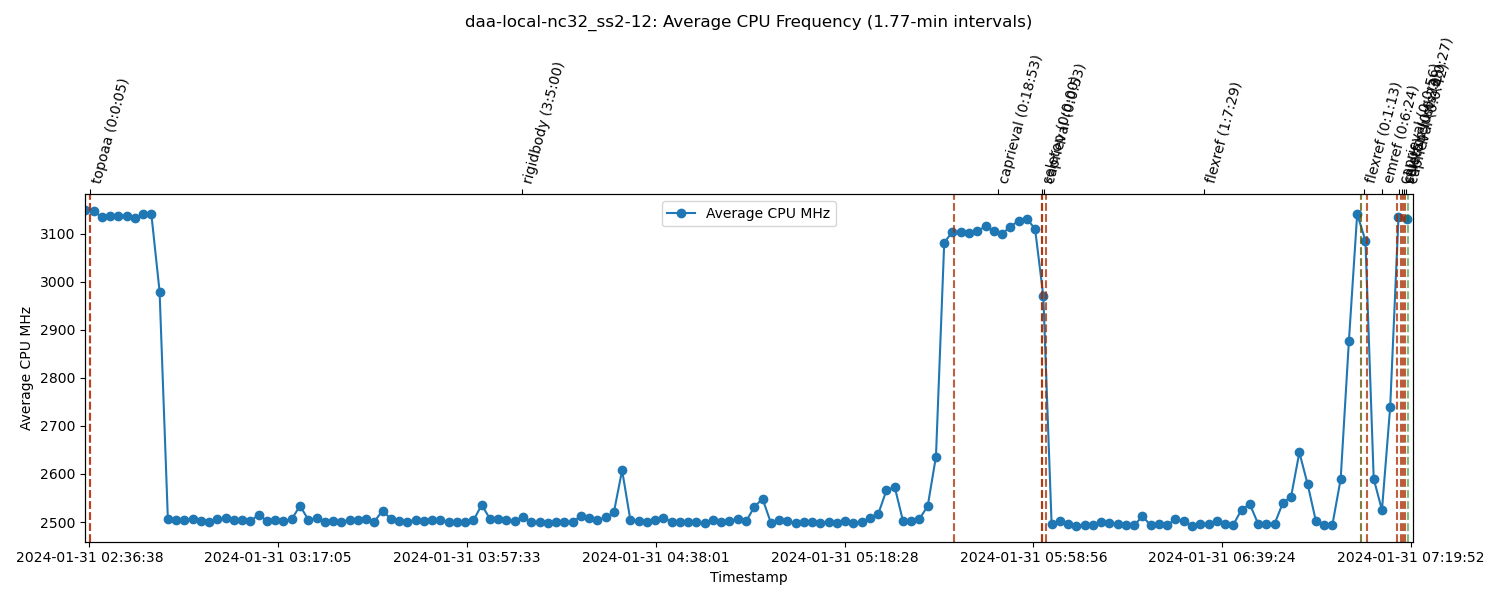 daa-local-nc32_ss2-12: Average CPU Frequency (1.77-min intervals)
topoaa (0:0:05)
rigidbody (3:5:00)
caprieval (0:18:53)
caprieval (0:0:53)
flexref (1:7:29)
flexref (0:1:13)
emref (0:6:24)
Average CPU MHz
3100
3000
2900
2800
2700
2600
2500
Average CPU MHz
2024-01-31 02:36:38
2024-01-31 03:17:05
2024-01-31 03:57:33
2024-01-31 04:38:01
2024-01-31 05:18:28
2024-01-31 05:58:56
2024-01-31 06:39:24
2024-01-31 07:19:52
Timestamp